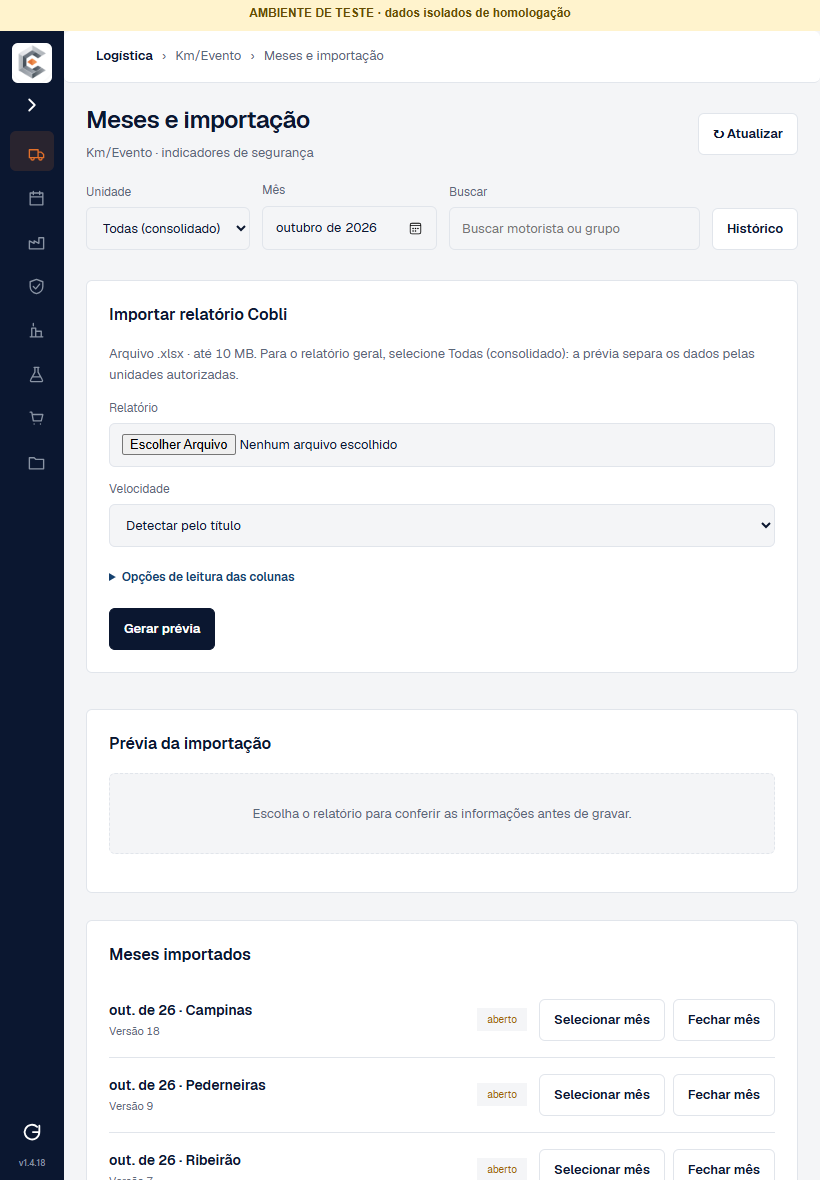 AMBIENTE DE TESTE · dados isolados de homologação
Logística › Km/Evento › Meses e importação
Meses e importação
Km/Evento · indicadores de segurança
↻ Atualizar
Unidade
Mês
Buscar
Todas (consolidado)
outubro de 2026
Buscar motorista ou grupo
Histórico
Importar relatório Cobli
Arquivo .xlsx · até 10 MB. Para o relatório geral, selecione Todas (consolidado): a prévia separa os dados pelas
unidades autorizadas.
Relatório
Escolher Arquivo Nenhum arquivo escolhido
Velocidade
Detectar pelo título
Opções de leitura das colunas
Gerar prévia
Prévia da importação
Escolha o relatório para conferir as informações antes de gravar.
Meses importados
out. de 26 · Campinas
Versão 18
aberto
Selecionar mês
Fechar mês
out. de 26 · Pederneiras
Versão 9
aberto
Selecionar mês
Fechar mês
out. de 26 · Ribeirão
aberto
Selecionar mês
Fechar mês
v1.4.18